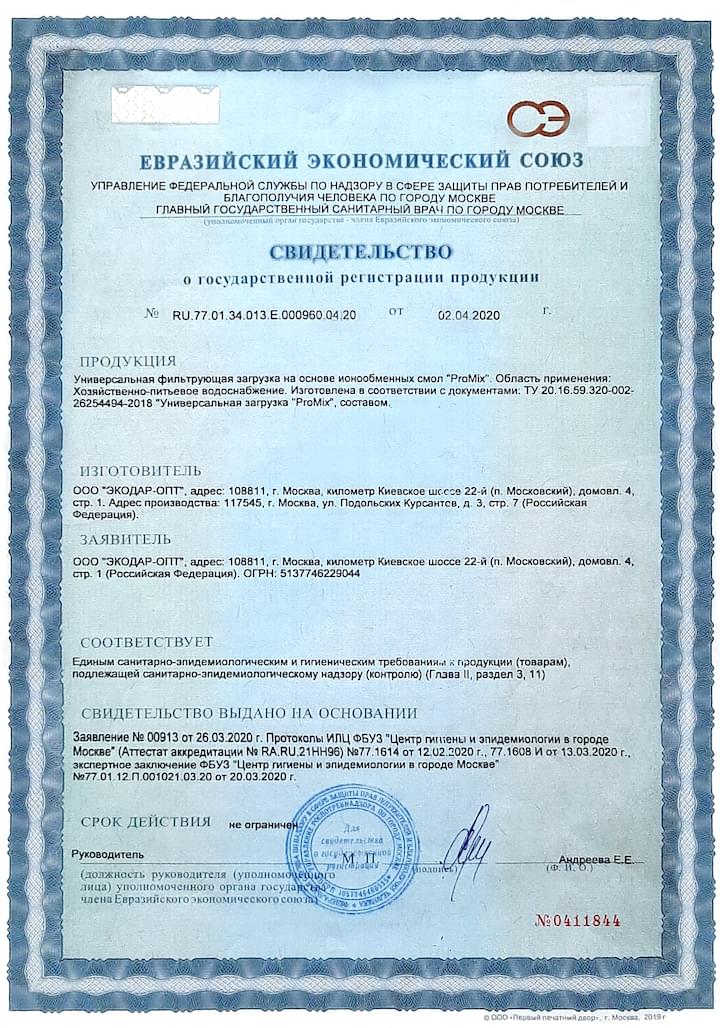 СЭ
ЕВРАЗИЙСКИЙ ЭКОНОМИЧЕСКИЙ СОЮЗ
УПРАВЛЕНИЕ ФЕДЕРАЛЬНОЙ СЛУЖБЫ ПО НАДЗОРУ В СФЕРЕ ЗАЩИТЫ ПРАВ ПОТРЕБИТЕЛЕЙ И
БЛАГОПОЛУЧИЯ ЧЕЛОВЕКА ПО ГОРОДУ МОСКВЕ
ГЛАВНЫЙ ГОСУДАРСТВЕННЫЙ САНИТАРНЫЙ ВРАЧ ПО ГОРОДУ МОСКВЕ
(уполномоченный орган государства - члена Евразийского экономического союза)
СВИДЕТЕЛЬСТВО
о государственной регистрации продукции
№ RU.77.01.34.013.E.000960.04.20 от 02.04.2020 г.
ПРОДУКЦИЯ
Универсальная фильтрующая загрузка на основе ионообменных смол "ProMix". Область применения:
Хозяйственно-питьевое водоснабжение. Изготовлена в соответствии с документами: ТУ 20.16.59.320-002-
26254494-2018 "Универсальная загрузка "ProMix", составом.
ИЗГОТОВИТЕЛЬ
ООО "ЭКОДАР-ОПТ", адрес: 108811, г. Москва, километр Киевское шоссе 22-й (п. Московский), домовл. 4,
стр. 1. Адрес производства: 117545, г. Москва, ул. Подольских Курсантов, д. 3, стр. 7 (Российская
Федерация).
ЗАЯВИТЕЛЬ
ООО "ЭКОДАР-ОПТ", адрес: 108811, г. Москва, километр Киевское шоссе 22-й (п. Московский), домовл. 4,
стр. 1 (Российская Федерация). ОГРН: 5137746229044
СООТВЕТСТВУЕТ
Единым санитарно-эпидемиологическим и гигиеническим требованиям к продукции (товарам),
подлежащей санитарно-эпидемиологическому надзору (контролю) (Глава II, раздел 3, 11)
СВИДЕТЕЛЬСТВО ВЫДАНО НА ОСНОВАНИИ
Заявление № 00913 от 26.03.2020 г. Протоколы ИЛЦ ФБУЗ "Центр гигиены и эпидемиологии в городе
Москве" (Аттестат аккредитации № RA.RU.21НН96) №77.1614 от 12.02.2020 г., 77.1608 И от 13.03.2020 г.,
экспертное заключение ФБУЗ "Центр гигиены и эпидемиологии в городе Москве"
№77.01.12.П.001021.03.20 от 20.03.2020 г.
СРОК ДЕЙСТВИЯ не ограничен
Для
свидетельства
о государственной
регистрации
Руководитель М. П. Андреева Е.Е.
(подпись) (Ф. И. О.)
(должность руководителя (уполномоченного
лица) уполномоченного органа государства
члена Евразийского экономического союза)
№0411844
© ООО «Первый печатный двор», г. Москва, 2019 г